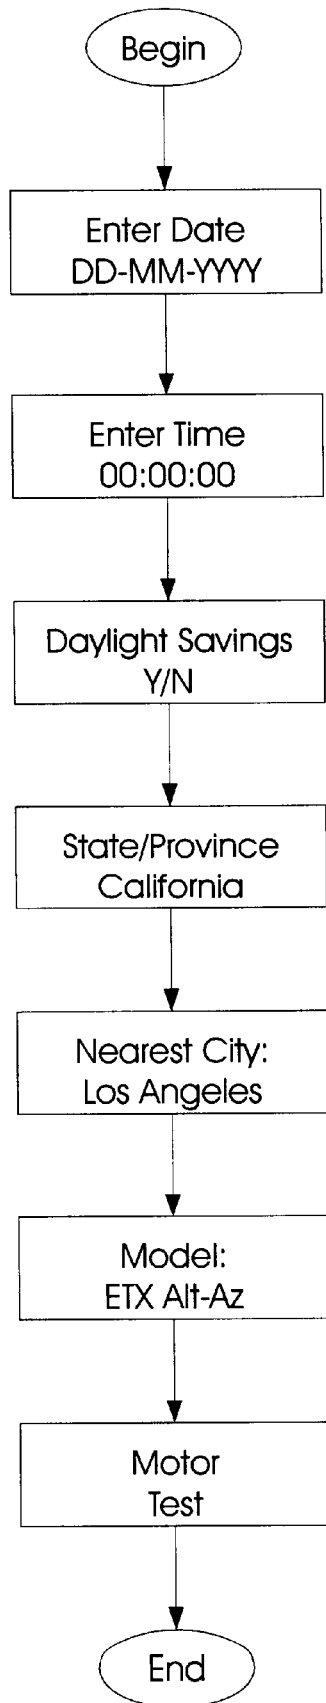 Begin
Enter Date
DD-MM-YYYY
Enter Time
00:00:00
Daylight Savings
Y/N
State/Province
California
Nearest City:
Los Angeles
Model:
ETX Alt-Az
Motor
Test
End